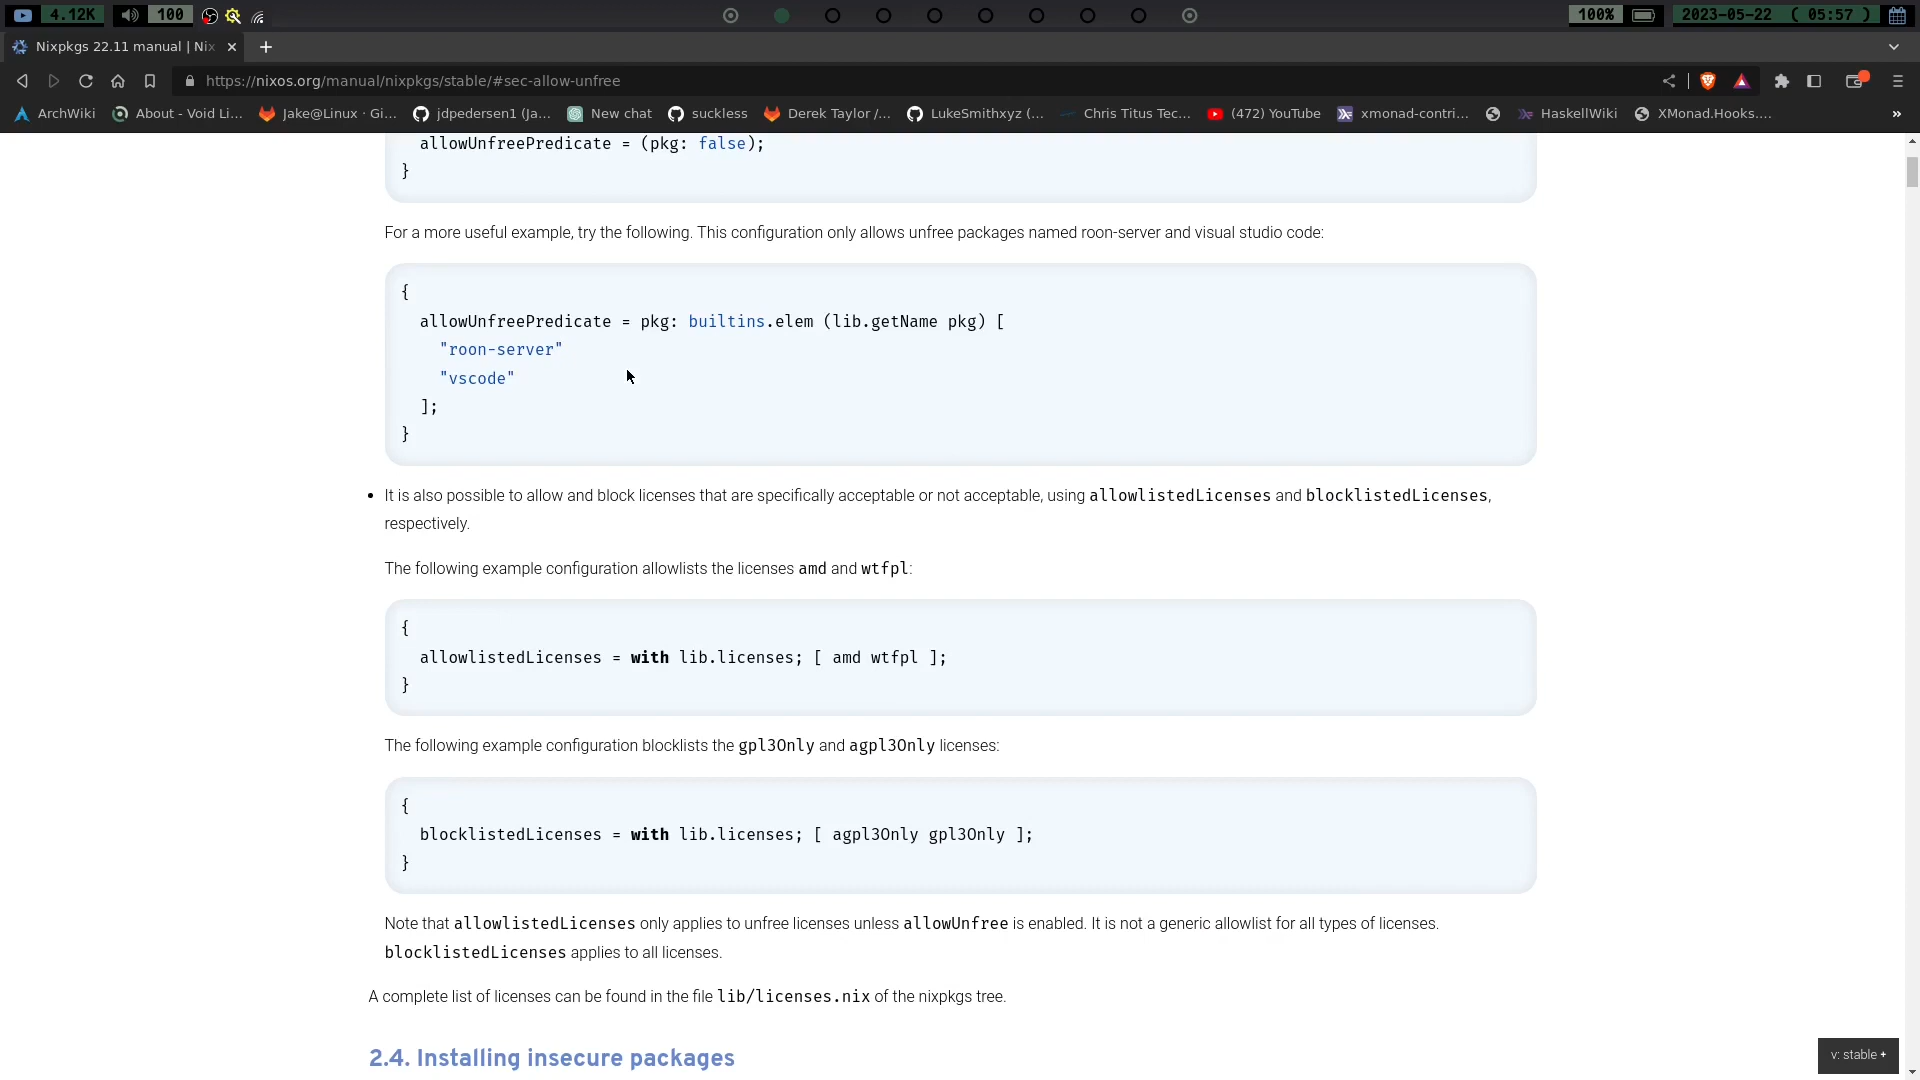 4.12K 100 100% 2023-05-22 ( 05:57 )
Nixpkgs 22.11 manual | Nix
https://nixos.org/manual/nixpkgs/stable/#sec-allow-unfree
ArchWiki About - Void Li... Jake@Linux · Gi... jdpedersen1 (Ja... New chat suckless Derek Taylor /... LukeSmithxyz (... Chris Titus Tec... (472) YouTube xmonad-contri... HaskellWiki XMonad.Hooks....
allowUnfreePredicate = (pkg: false);
}
For a more useful example, try the following. This configuration only allows unfree packages named roon-server and visual studio code:
{
allowUnfreePredicate = pkg: builtins.elem (lib.getName pkg) [
"roon-server"
"vscode"
];
}
• It is also possible to allow and block licenses that are specifically acceptable or not acceptable, using allowlistedLicenses and blocklistedLicenses,
respectively.
The following example configuration allowlists the licenses amd and wtfpl:
{
allowlistedLicenses = with lib.licenses; [ amd wtfpl ];
}
The following example configuration blocklists the gpl3Only and agpl3Only licenses:
{
blocklistedLicenses = with lib.licenses; [ agpl3Only gpl3Only ];
}
Note that allowlistedLicenses only applies to unfree licenses unless allowUnfree is enabled. It is not a generic allowlist for all types of licenses.
blocklistedLicenses applies to all licenses.
A complete list of licenses can be found in the file lib/licenses.nix of the nixpkgs tree.
2.4. Installing insecure packages
v: stable